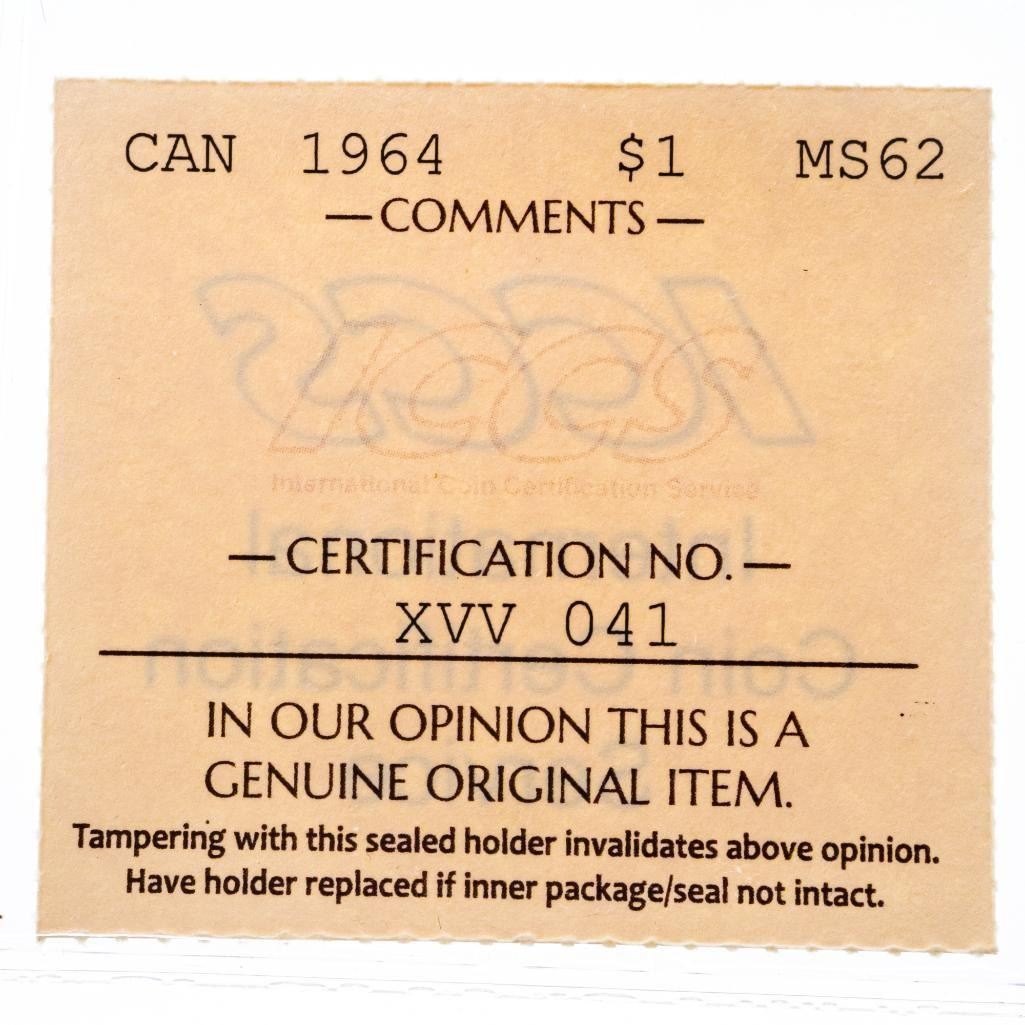 CAN 1964 $1 MS62
— COMMENTS —
ICCS
International Coin Certification Service
— CERTIFICATION NO. —
XVV 041
IN OUR OPINION THIS IS A
GENUINE ORIGINAL ITEM.
Tampering with this sealed holder invalidates above opinion.
Have holder replaced if inner package/seal not intact.